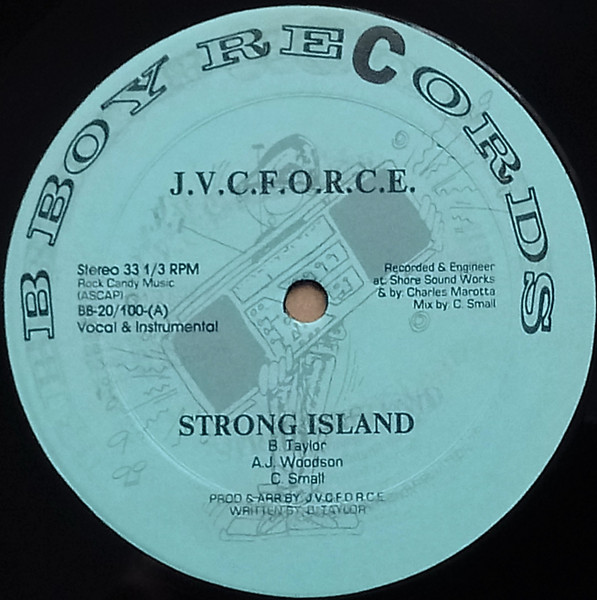 B BOY RECORDS
J.V.C.F.O.R.C.E.
Stereo 33 1/3 RPM
Rock Candy Music
(ASCAP)
BB-20/100-(A)
Vocal & Instrumental
Recorded & Engineer
at: Shore Sound Works
& by: Charles Marotta
Mix by C. Small
STRONG ISLAND
B. Taylor
A.J. Woodson
C. Small
PROD & ARR BY: J.V.C.F.O.R.C.E.
WRITTEN BY: B. TAYLOR